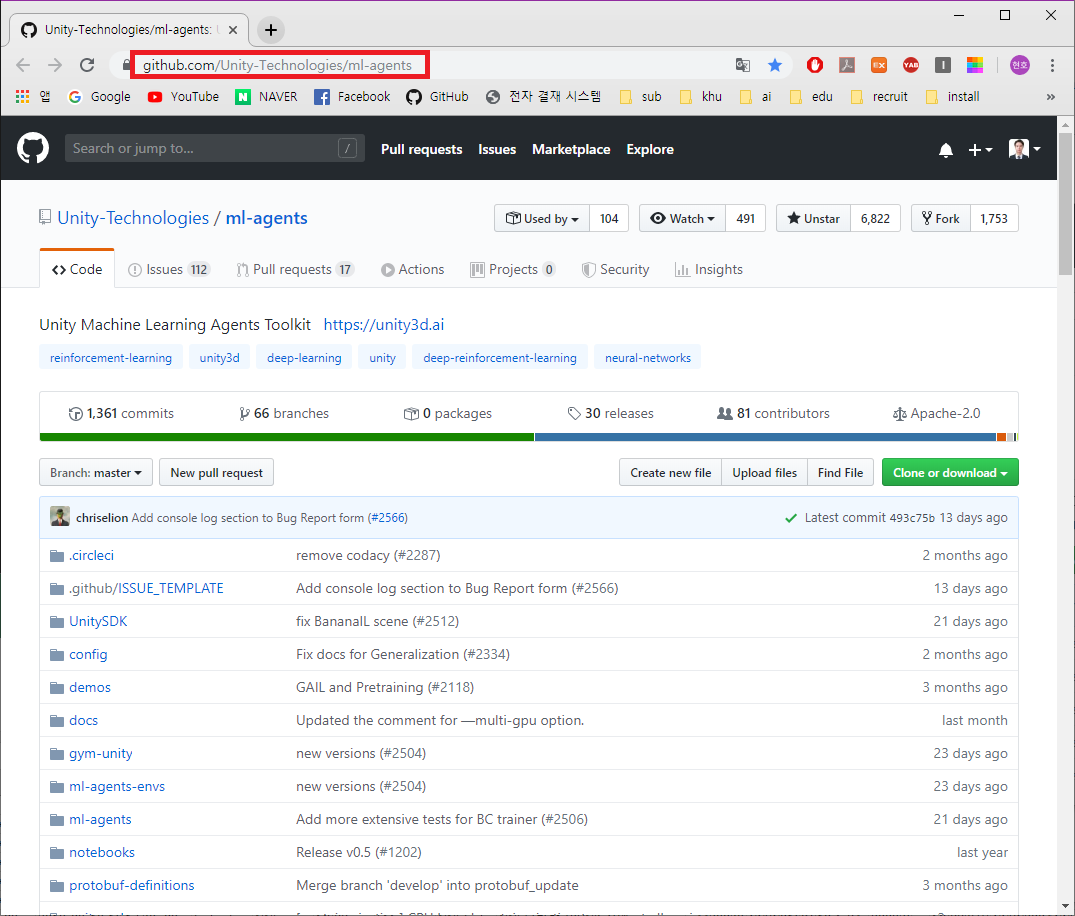 Unity-Technologies/ml-agents:
github.com/Unity-Technologies/ml-agents
EX YAB I 현호
앱 Google YouTube N NAVER Facebook GitHub 전자 결재 시스템 sub khu ai edu recruit install »
Search or jump to... / Pull requests Issues Marketplace Explore
Unity-Technologies / ml-agents Used by 104 Watch 491 Unstar 6,822 Fork 1,753
Code Issues 112 Pull requests 17 Actions Projects 0 Security Insights
Unity Machine Learning Agents Toolkit https://unity3d.ai
reinforcement-learning unity3d deep-learning unity deep-reinforcement-learning neural-networks
1,361 commits 66 branches 0 packages 30 releases 81 contributors Apache-2.0
Branch: master New pull request Create new file Upload files Find File Clone or download
chriselion Add console log section to Bug Report form (#2566) Latest commit 493c75b 13 days ago
.circleci remove codacy (#2287) 2 months ago
.github/ISSUE_TEMPLATE Add console log section to Bug Report form (#2566) 13 days ago
UnitySDK fix BananaIL scene (#2512) 21 days ago
config Fix docs for Generalization (#2334) 2 months ago
demos GAIL and Pretraining (#2118) 3 months ago
docs Updated the comment for —multi-gpu option. last month
gym-unity new versions (#2504) 23 days ago
ml-agents-envs new versions (#2504) 23 days ago
ml-agents Add more extensive tests for BC trainer (#2506) 21 days ago
notebooks Release v0.5 (#1202) last year
protobuf-definitions Merge branch 'develop' into protobuf_update 3 months ago